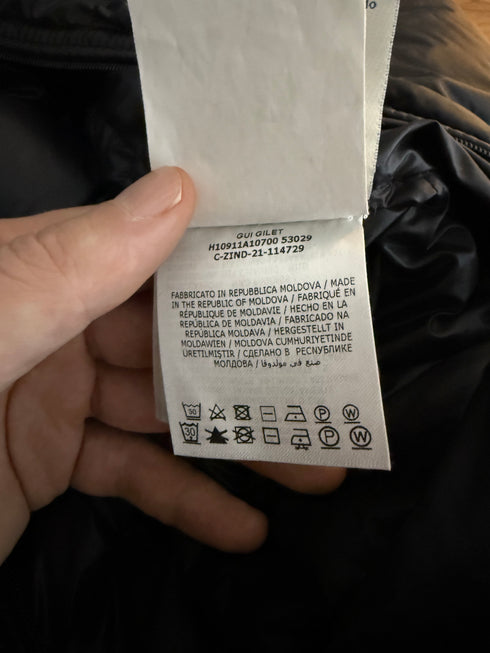 lo
GUI GILET
H10911A10700 53029
C-ZIND-21-114729
FABBRICATO IN REPUBBLICA MOLDOVA / MADE
IN THE REPUBLIC OF MOLDOVA / FABRIQUÉ EN
RÉPUBLIQUE DE MOLDAVIE / HECHO EN LA
REPÚBLICA DE MOLDAVIA / FABRICADO NA
REPÚBLICA MOLDAVA / HERGESTELLT IN
MOLDAWIEN / MOLDOVA CUMHURIYETINDE
ÜRETILMIŞTIR / СДЕЛАНО В РЕСПУБЛИКЕ
МОЛДОВА / صنع في مولدوفا
30 P W
30 P W